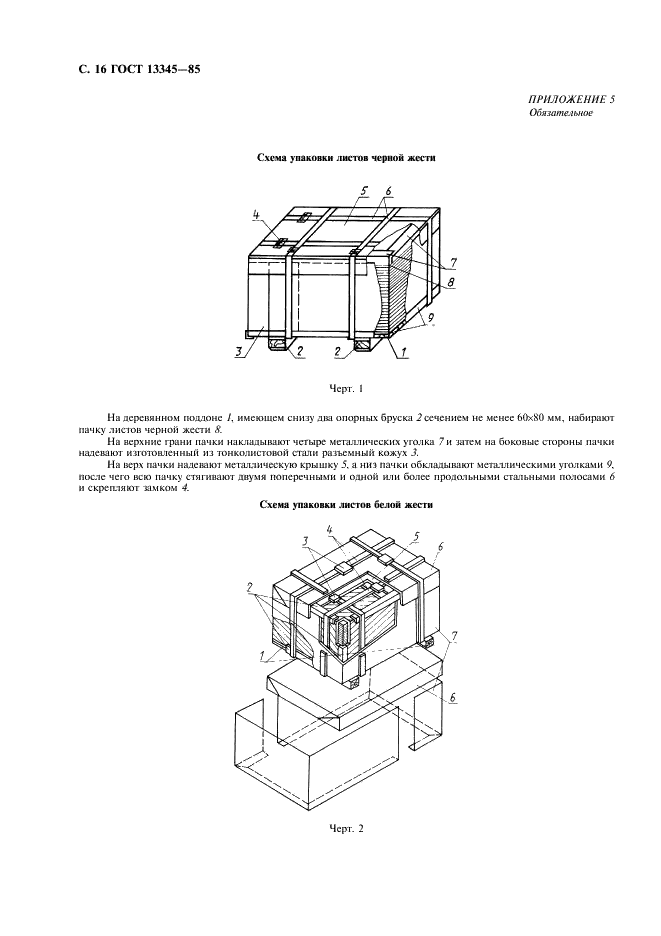 С. 16 ГОСТ 13345—85
ПРИЛОЖЕНИЕ 5
Обязательное
Схема упаковки листов черной жести
5 6
4
7
8
9
3 2 2 1
Черт. 1
На деревянном поддоне 1, имеющем снизу два опорных бруска 2 сечением не менее 60×80 мм, набирают
пачку листов черной жести 8.
На верхние грани пачки накладывают четыре металлических уголка 7 и затем на боковые стороны пачки
надевают изготовленный из тонколистовой стали разъемный кожух 3.
На верх пачки надевают металлическую крышку 5, а низ пачки обкладывают металлическими уголками 9,
после чего всю пачку стягивают двумя поперечными и одной или более продольными стальными полосами 6
и скрепляют замком 4.
Схема упаковки листов белой жести
4 5
3 6
2
7
1
6
Черт. 2